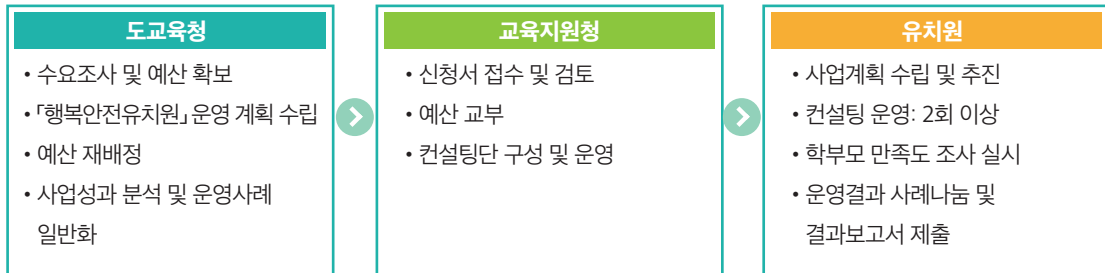 도교육청
• 수요조사 및 예산 확보
• 「행복안전유치원」 운영 계획 수립
• 예산 재배정
• 사업성과 분석 및 운영사례
일반화
교육지원청
• 신청서 접수 및 검토
• 예산 교부
• 컨설팅단 구성 및 운영
유치원
• 사업계획 수립 및 추진
• 컨설팅 운영: 2회 이상
• 학부모 만족도 조사 실시
• 운영결과 사례나눔 및
결과보고서 제출